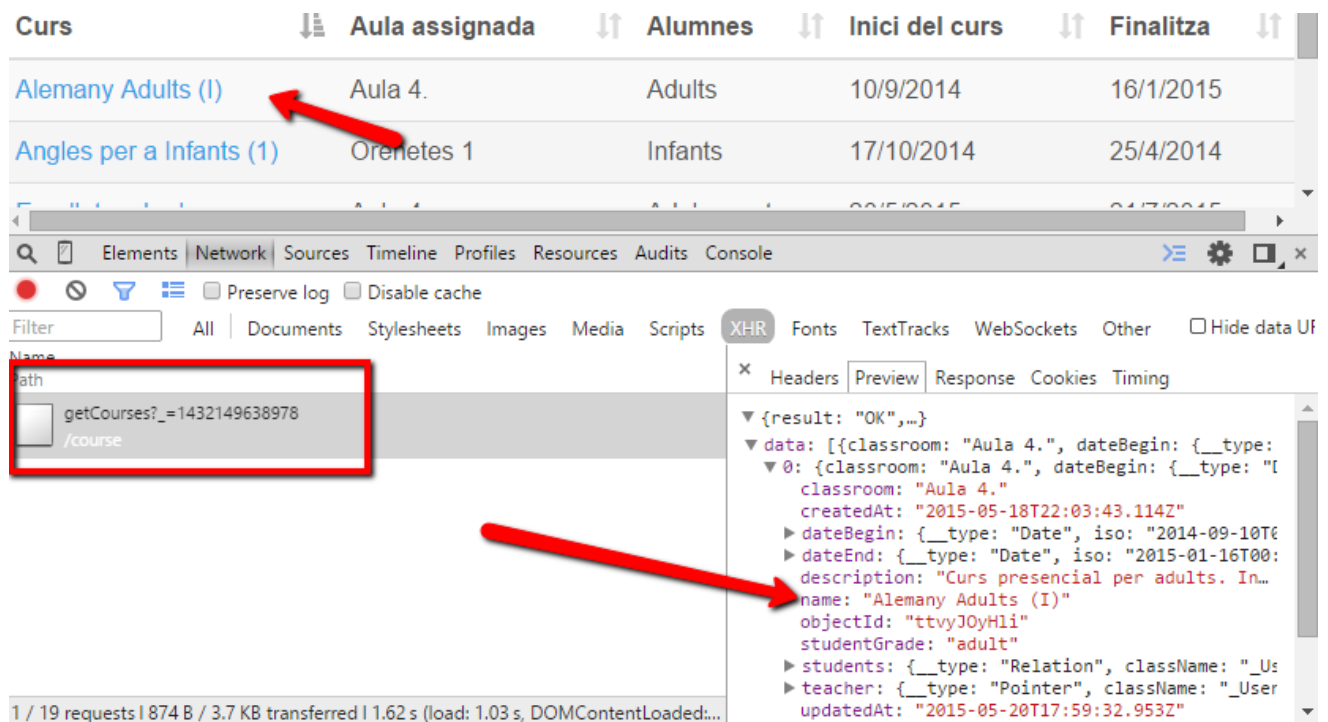 Curs Aula assignada Alumnes Inici del curs Finalitza
Alemany Adults (I) Aula 4. Adults 10/9/2014 16/1/2015
Angles per a Infants (1) Orenetes 1 Infants 17/10/2014 25/4/2014
Elements Network Sources Timeline Profiles Resources Audits Console
Preserve log Disable cache
Filter All Documents Stylesheets Images Media Scripts XHR Fonts TextTracks WebSockets Other Hide data
Name
Path
getCourses?_=1432149638978
/course
Headers Preview Response Cookies Timing
{result: "OK",…}
data: [{classroom: "Aula 4.", dateBegin: {__type:
0: {classroom: "Aula 4.", dateBegin: {__type:
classroom: "Aula 4."
createdAt: "2015-05-18T22:03:43.114Z"
dateBegin: {__type: "Date", iso: "2014-09-10T
dateEnd: {__type: "Date", iso: "2015-01-16T00:
description: "Curs presencial per adults. In…
name: "Alemany Adults (I)"
objectId: "ttvyJOyHli"
studentGrade: "adult"
students: {__type: "Relation", className: "_Us
teacher: {__type: "Pointer", className: "_User
updatedAt: "2015-05-20T17:59:32.953Z"
1 / 19 requests | 874 B / 3.7 KB transferred | 1.62 s (load: 1.03 s, DOMContentLoaded:...